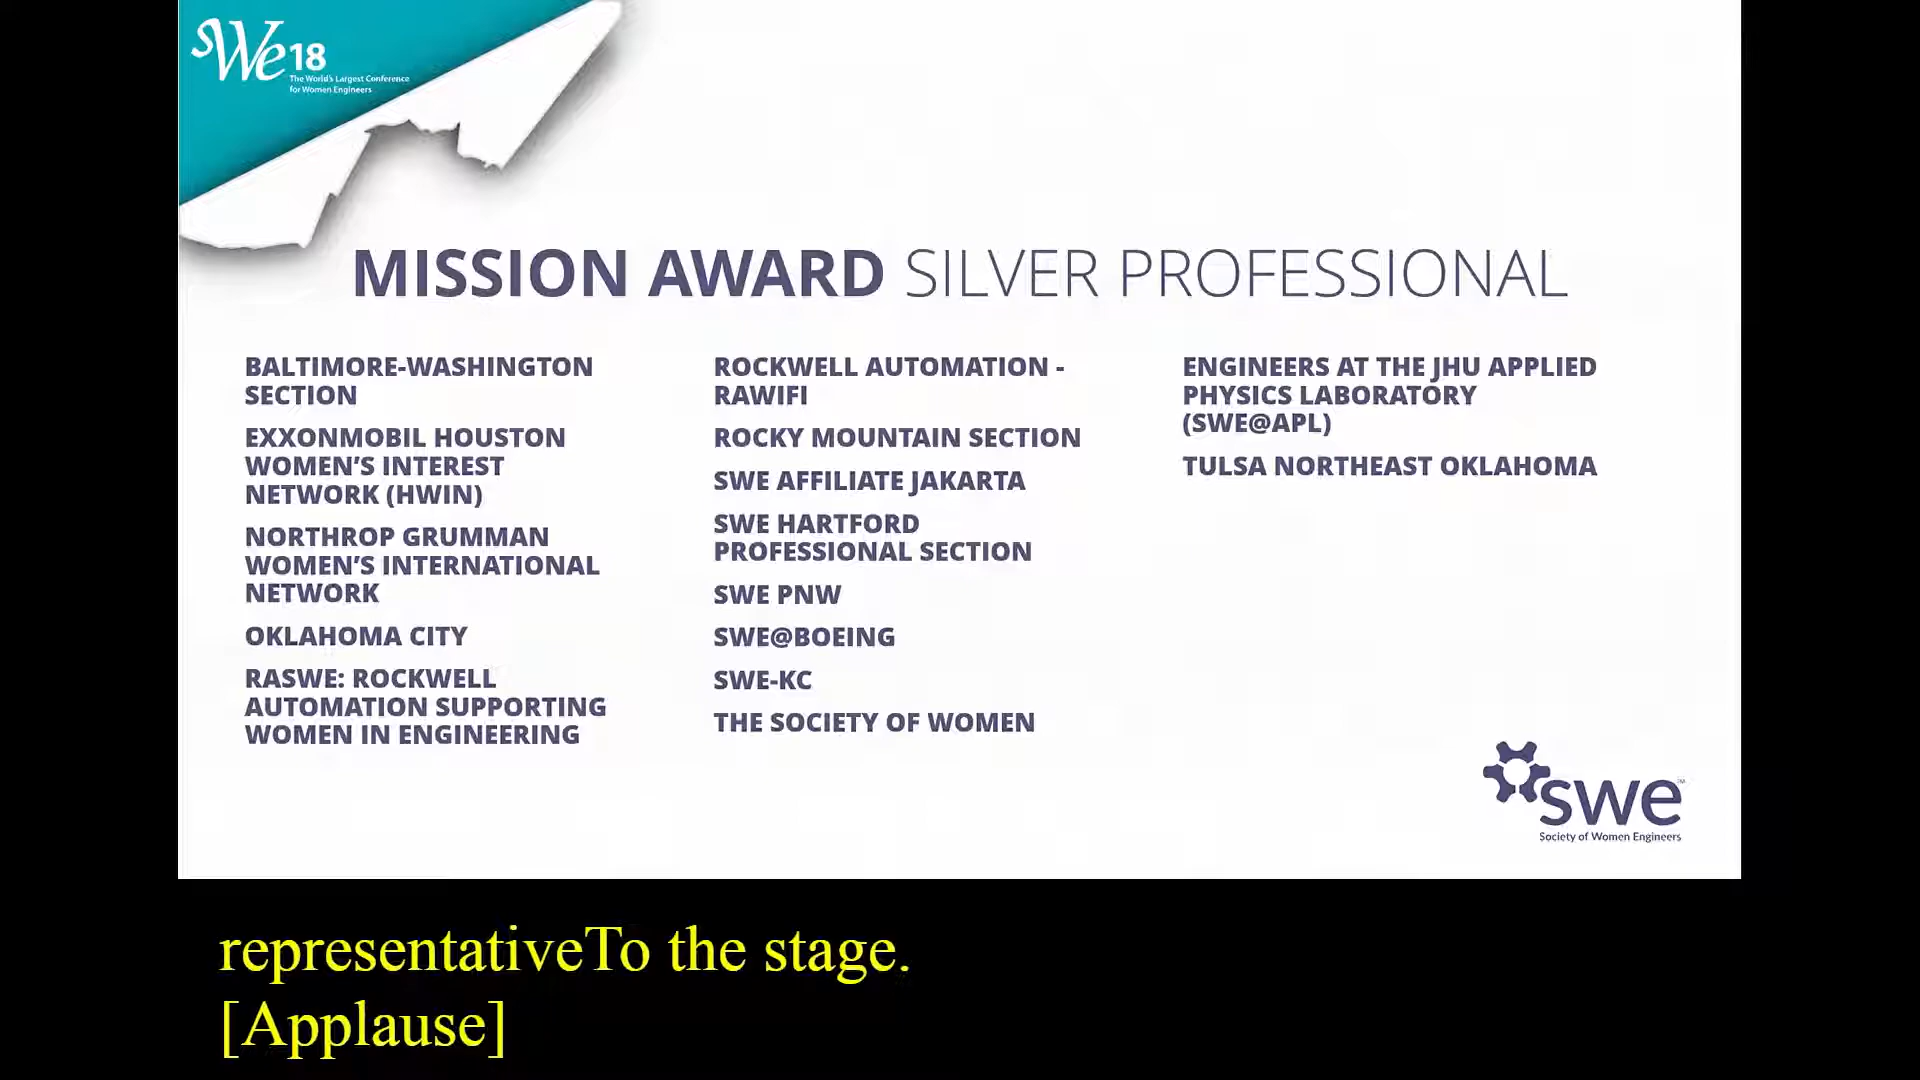 sWe18
The World's Largest Conference
for Women Engineers
MISSION AWARD SILVER PROFESSIONAL
BALTIMORE-WASHINGTON
SECTION
EXXONMOBIL HOUSTON
WOMEN’S INTEREST
NETWORK (HWIN)
NORTHROP GRUMMAN
WOMEN’S INTERNATIONAL
NETWORK
OKLAHOMA CITY
RASWE: ROCKWELL
AUTOMATION SUPPORTING
WOMEN IN ENGINEERING
ROCKWELL AUTOMATION -
RAWIFI
ROCKY MOUNTAIN SECTION
SWE AFFILIATE JAKARTA
SWE HARTFORD
PROFESSIONAL SECTION
SWE PNW
SWE@BOEING
SWE-KC
THE SOCIETY OF WOMEN
ENGINEERS AT THE JHU APPLIED
PHYSICS LABORATORY
(SWE@APL)
TULSA NORTHEAST OKLAHOMA
swe™
Society of Women Engineers
representativeTo the stage.
[Applause]